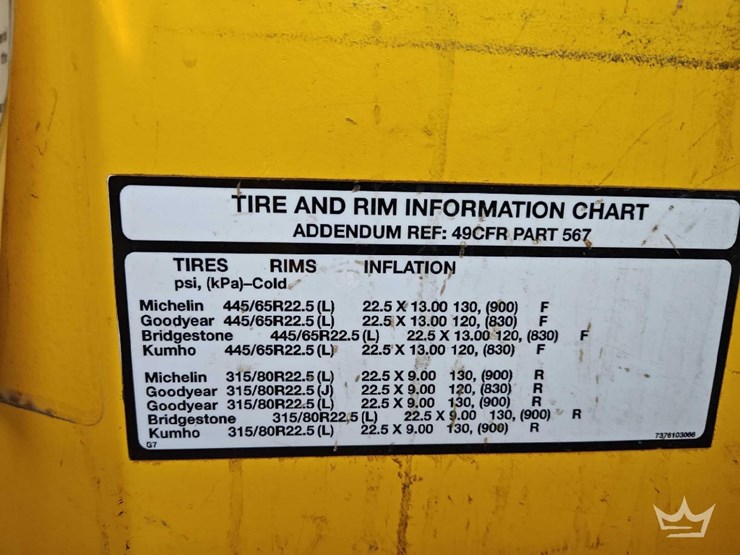 TIRE AND RIM INFORMATION CHART
ADDENDUM REF: 49CFR PART 567
TIRES RIMS INFLATION
psi, (kPa)–Cold
Michelin 445/65R22.5 (L) 22.5 X 13.00 130, (900) F
Goodyear 445/65R22.5 (L) 22.5 X 13.00 120, (830) F
Bridgestone 445/65R22.5 (L) 22.5 X 13.00 120, (830) F
Kumho 445/65R22.5 (L) 22.5 X 13.00 120, (830) F
Michelin 315/80R22.5 (L) 22.5 X 9.00 130, (900) R
Goodyear 315/80R22.5 (J) 22.5 X 9.00 120, (830) R
Goodyear 315/80R22.5 (L) 22.5 X 9.00 130, (900) R
Bridgestone 315/80R22.5 (L) 22.5 X 9.00 130, (900) R
Kumho 315/80R22.5 (L) 22.5 X 9.00 130, (900) R
G7 7376103066